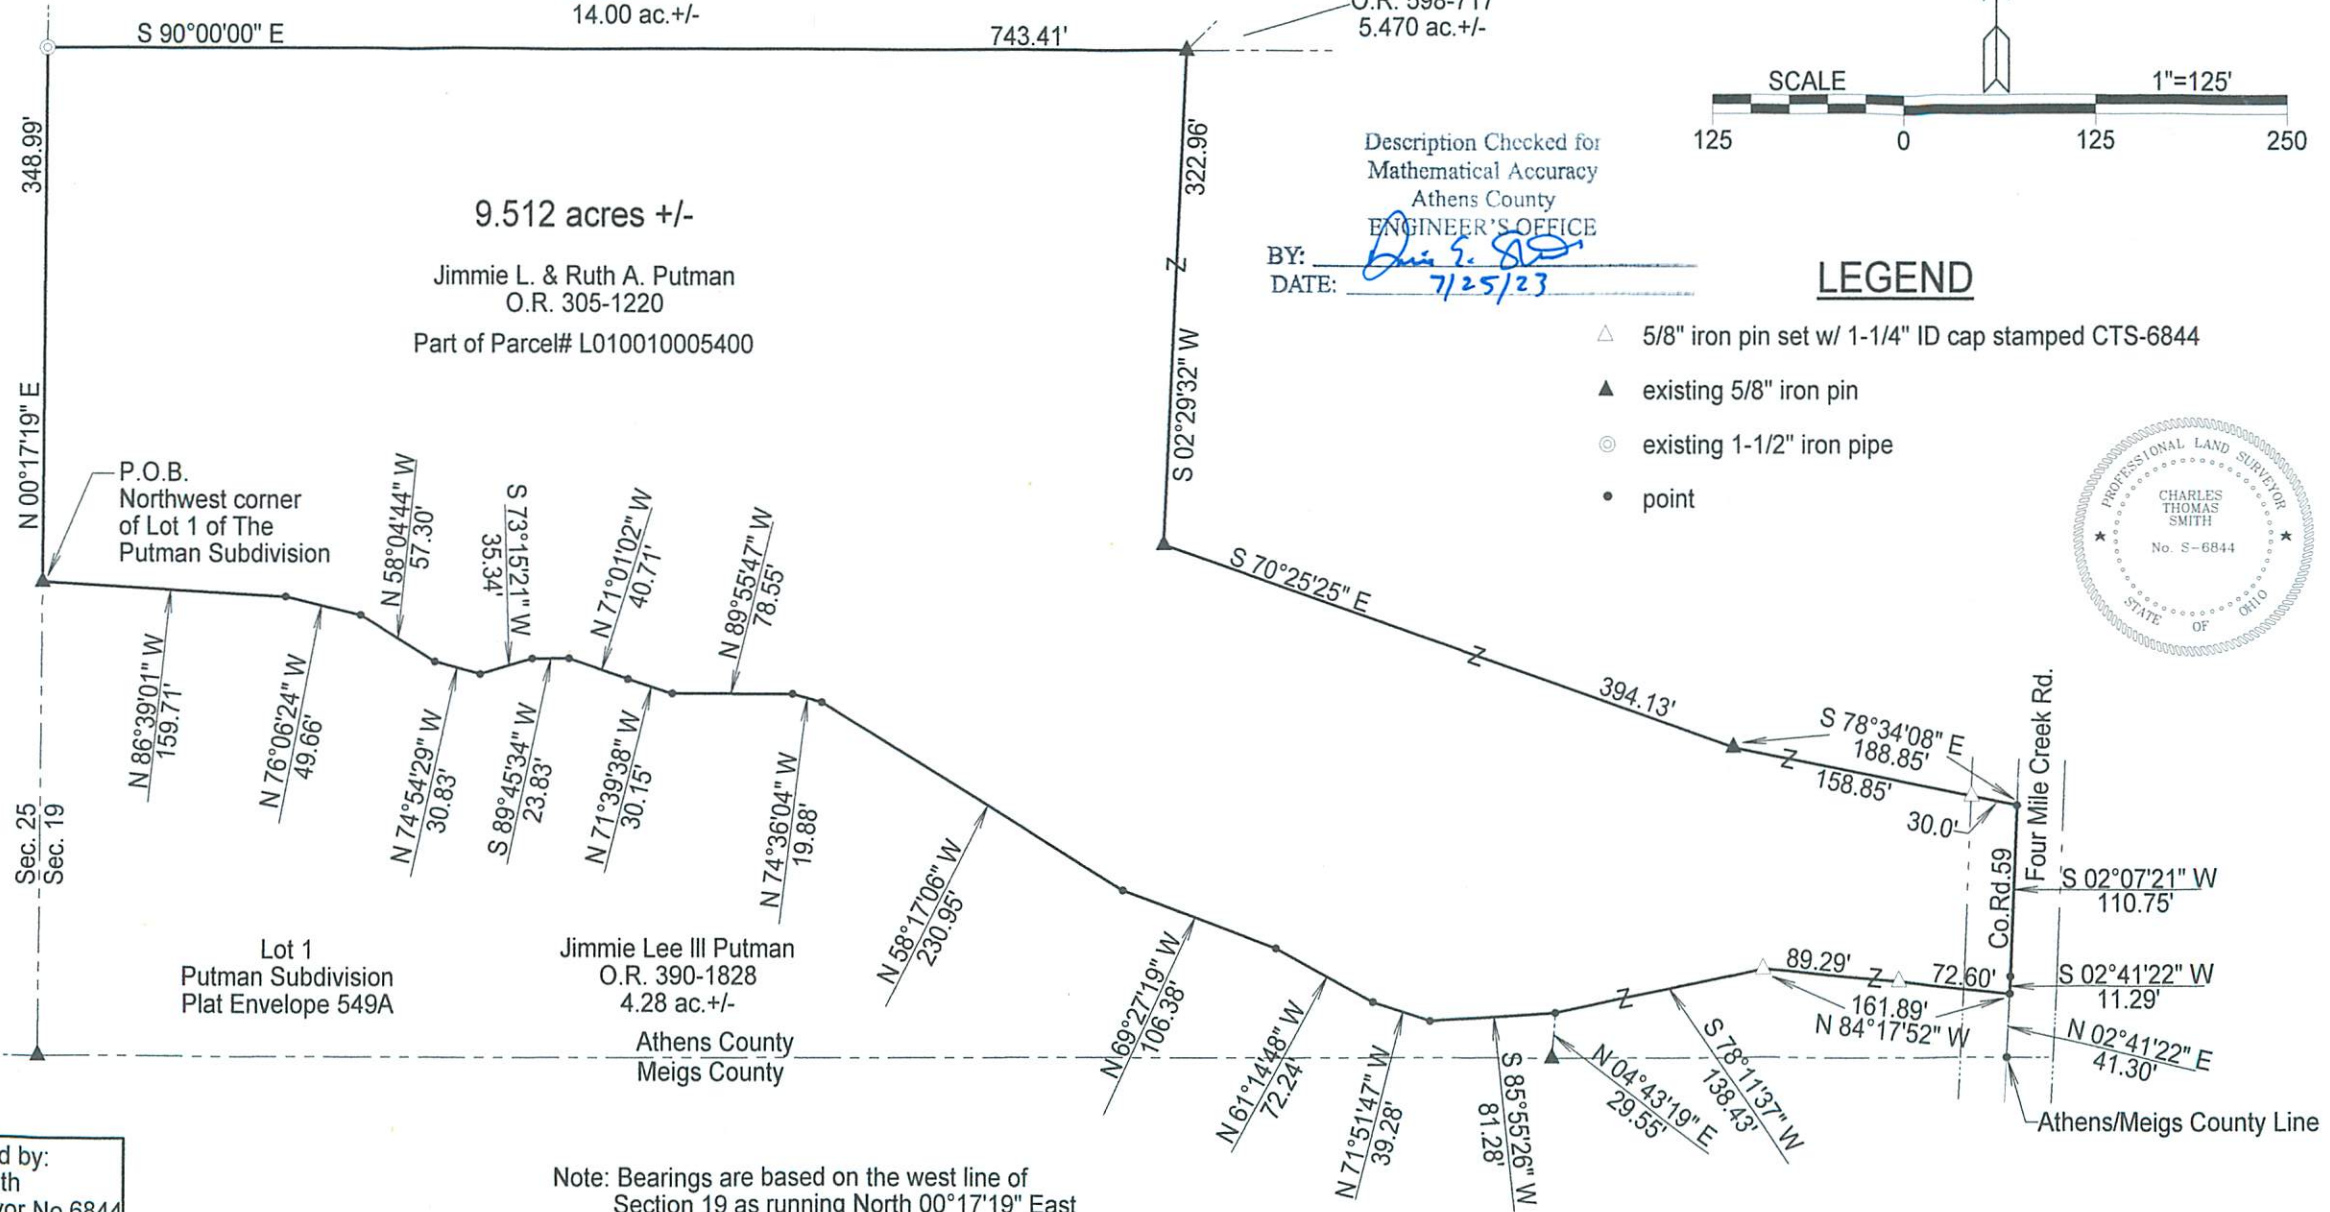 14.00 ac.+/-
O.R. 598-717
5.470 ac.+/-
S 90°00'00" E
743.41'
SCALE
1"=125'
125
0
125
250
348.99'
N 00°17'19" E
322.96'
Z
S 02°29'32" W
Description Checked for
Mathematical Accuracy
Athens County
ENGINEER'S OFFICE
BY:
DATE: 7/25/23
9.512 acres +/-
Jimmie L. & Ruth A. Putman
O.R. 305-1220
Part of Parcel# L010010005400
LEGEND
5/8" iron pin set w/ 1-1/4" ID cap stamped CTS-6844
existing 5/8" iron pin
existing 1-1/2" iron pipe
point
PROFESSIONAL LAND SURVEYOR
CHARLES
THOMAS
SMITH
No. S-6844
STATE OF OHIO
P.O.B.
Northwest corner
of Lot 1 of The
Putman Subdivision
N 58°04'44" W
57.30'
S 73°15'21" W
35.34'
N 71°01'02" W
40.71'
N 89°55'47" W
78.55'
S 70°25'25" E
Z
394.13'
N 86°39'01" W
159.71'
N 76°06'24" W
49.66'
N 74°54'29" W
30.83'
S 89°45'34" W
23.83'
N 71°39'38" W
30.15'
N 74°36'04" W
19.88'
N 58°17'06" W
230.95'
S 78°34'08" E
188.85'
Z
158.85'
30.0'
Four Mile Creek Rd.
Co.Rd.59
S 02°07'21" W
110.75'
Sec. 25
Sec. 19
Lot 1
Putman Subdivision
Plat Envelope 549A
Jimmie Lee III Putman
O.R. 390-1828
4.28 ac.+/-
Athens County
Meigs County
N 69°27'19" W
106.38'
N 61°14'48" W
72.24'
N 71°51'47" W
39.28'
S 85°55'26" W
81.28'
N 04°43'19" E
29.55'
Z
S 78°11'37" W
138.43'
89.29'
Z
72.60'
161.89'
N 84°17'52" W
S 02°41'22" W
11.29'
N 02°41'22" E
41.30'
Athens/Meigs County Line
d by:
th
yor No.6844
Note: Bearings are based on the west line of
Section 19 as running North 00°17'19" East